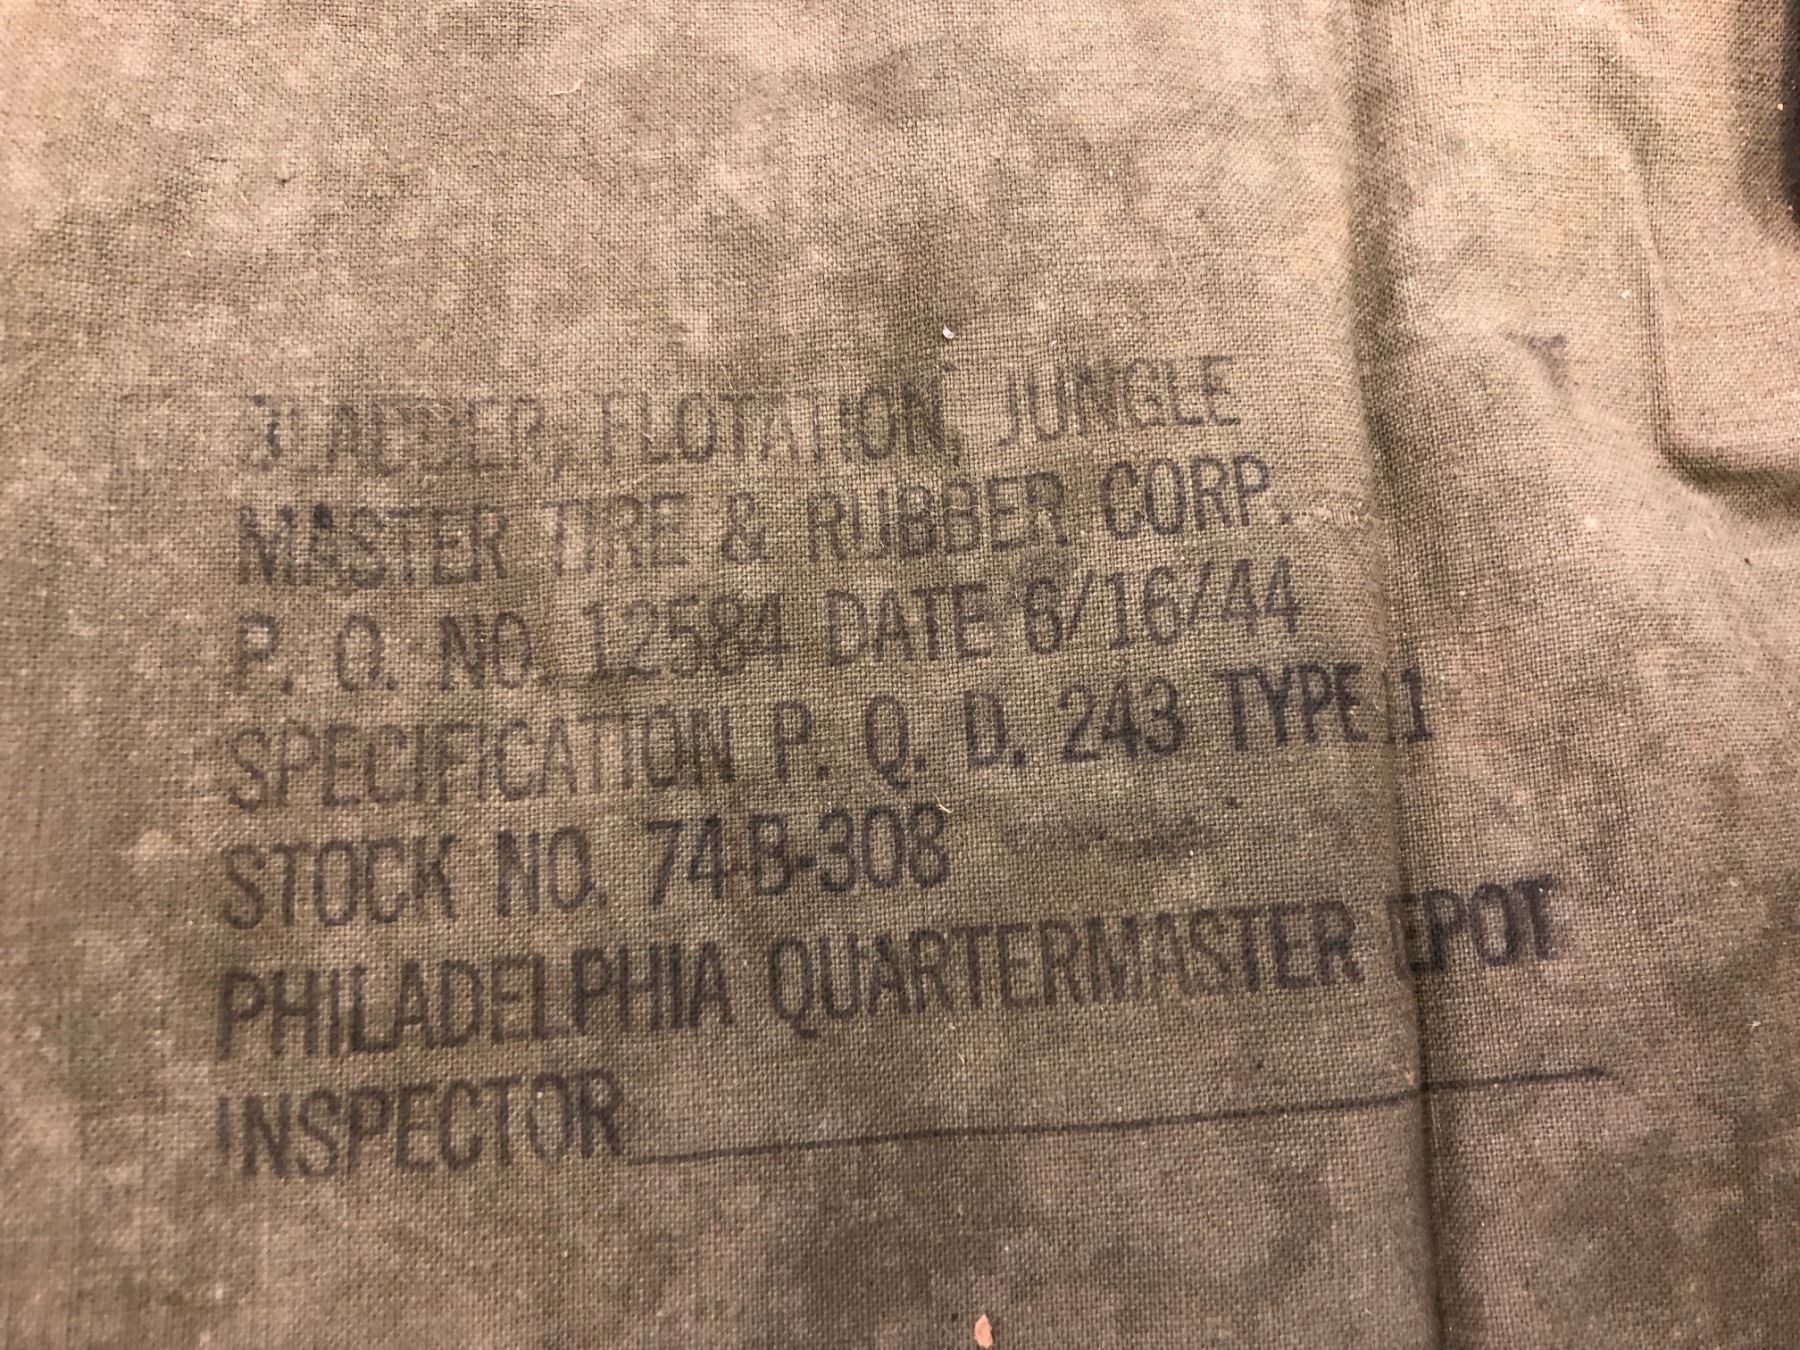 BLADDER, FLOTATION, JUNGLE
MASTER TIRE & RUBBER CORP.
P. O. NO. 12584 DATE 6/16/44
SPECIFICATION P. Q. D. 243 TYPE 1
STOCK NO. 74-B-308
PHILADELPHIA QUARTERMASTER DEPOT
INSPECTOR